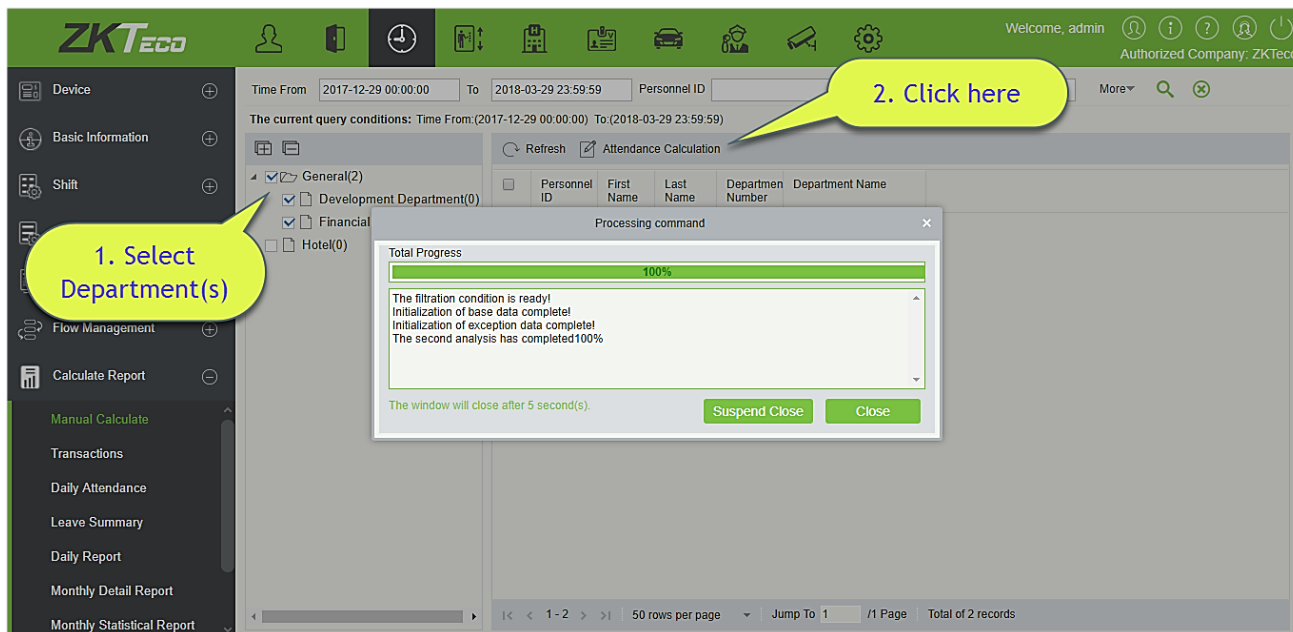 ZKTECO
Welcome, admin
Authorized Company: ZKTeco
Device
Basic Information
Shift
Flow Management
Calculate Report
Manual Calculate
Transactions
Daily Attendance
Leave Summary
Daily Report
Monthly Detail Report
Monthly Statistical Report
Time From 2017-12-29 00:00:00 To 2018-03-29 23:59:59 Personnel ID More
The current query conditions: Time From:(2017-12-29 00:00:00) To:(2018-03-29 23:59:59)
2. Click here
General(2)
Development Department(0)
Financial
Hotel(0)
1. Select
Department(s)
Refresh Attendance Calculation
Personnel ID First Name Last Name Departmen Number Department Name
Processing command
Total Progress
100%
The filtration condition is ready!
Initialization of base data complete!
Initialization of exception data complete!
The second analysis has completed100%
The window will close after 5 second(s).
Suspend Close Close
1-2 50 rows per page Jump To 1 /1 Page Total of 2 records